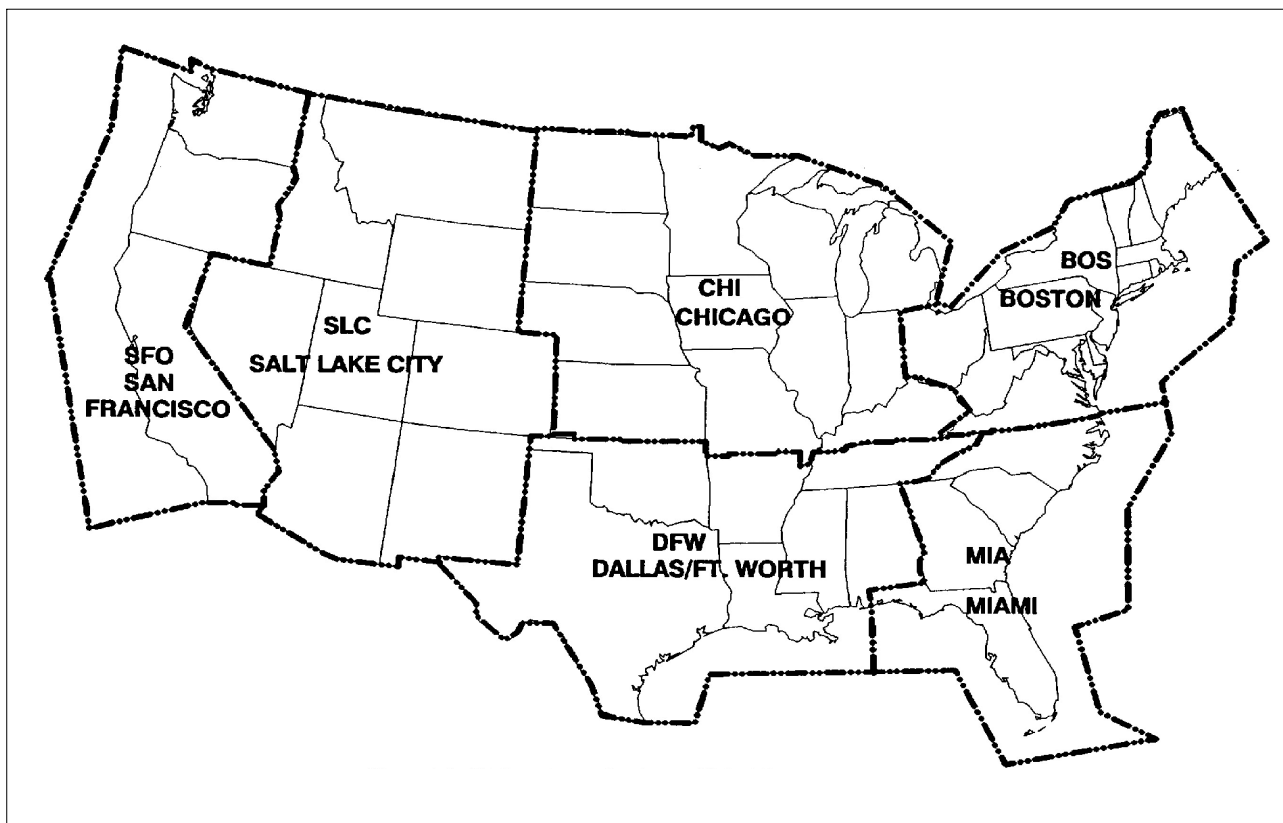 BOS
BOSTON
CHI
CHICAGO
SLC
SALT LAKE CITY
SFO
SAN
FRANCISCO
DFW
DALLAS/FT. WORTH
MIA
MIAMI